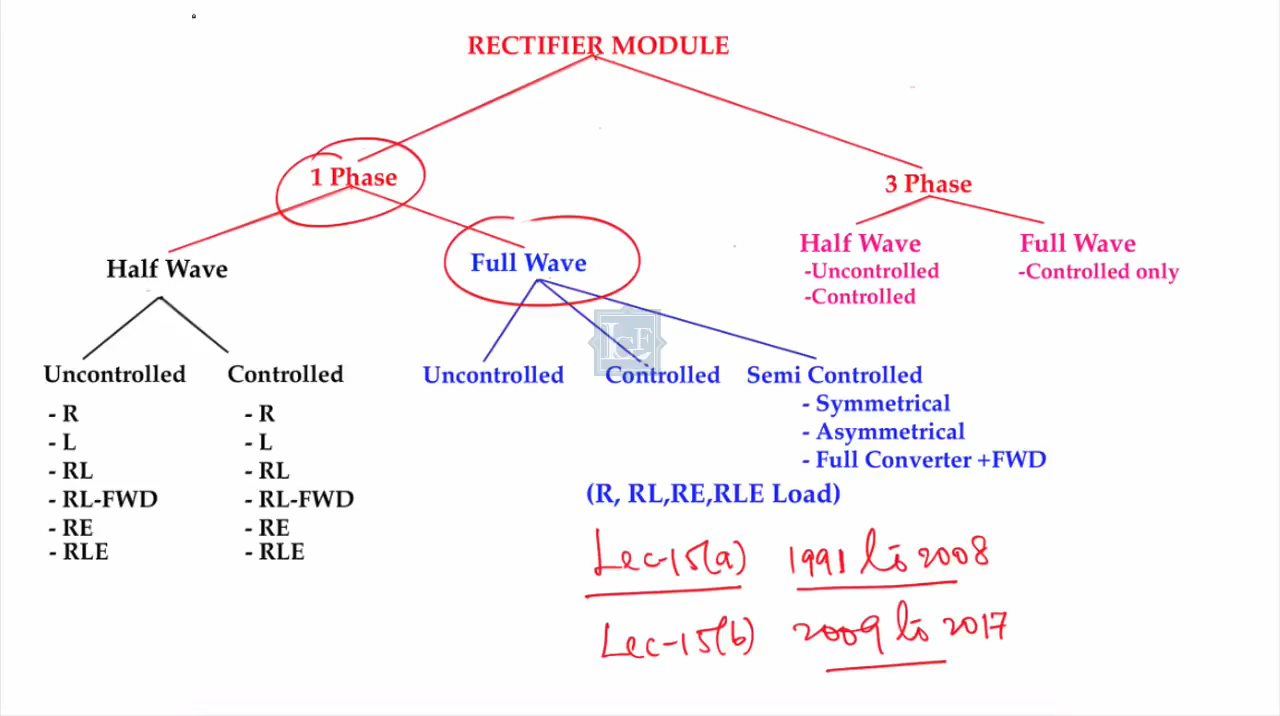 RECTIFIER MODULE
1 Phase
3 Phase
Half Wave
Full Wave
Half Wave
-Uncontrolled
-Controlled
Full Wave
-Controlled only
Uncontrolled
- R
- L
- RL
- RL-FWD
- RE
- RLE
Controlled
- R
- L
- RL
- RL-FWD
- RE
- RLE
Uncontrolled
Controlled
Semi Controlled
- Symmetrical
- Asymmetrical
- Full Converter +FWD
(R, RL,RE,RLE Load)
Lec-15(a) 1991 to 2008
Lec-15(b) 2009 to 2017